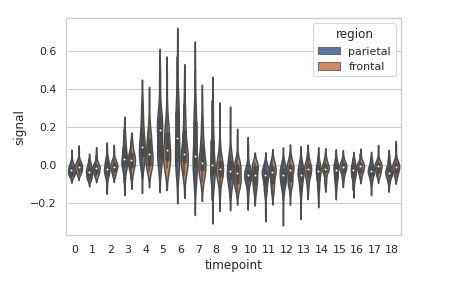 region
parietal
frontal
0.6
0.4
0.2
0.0
−0.2
signal
0 1 2 3 4 5 6 7 8 9 10 11 12 13 14 15 16 17 18
timepoint